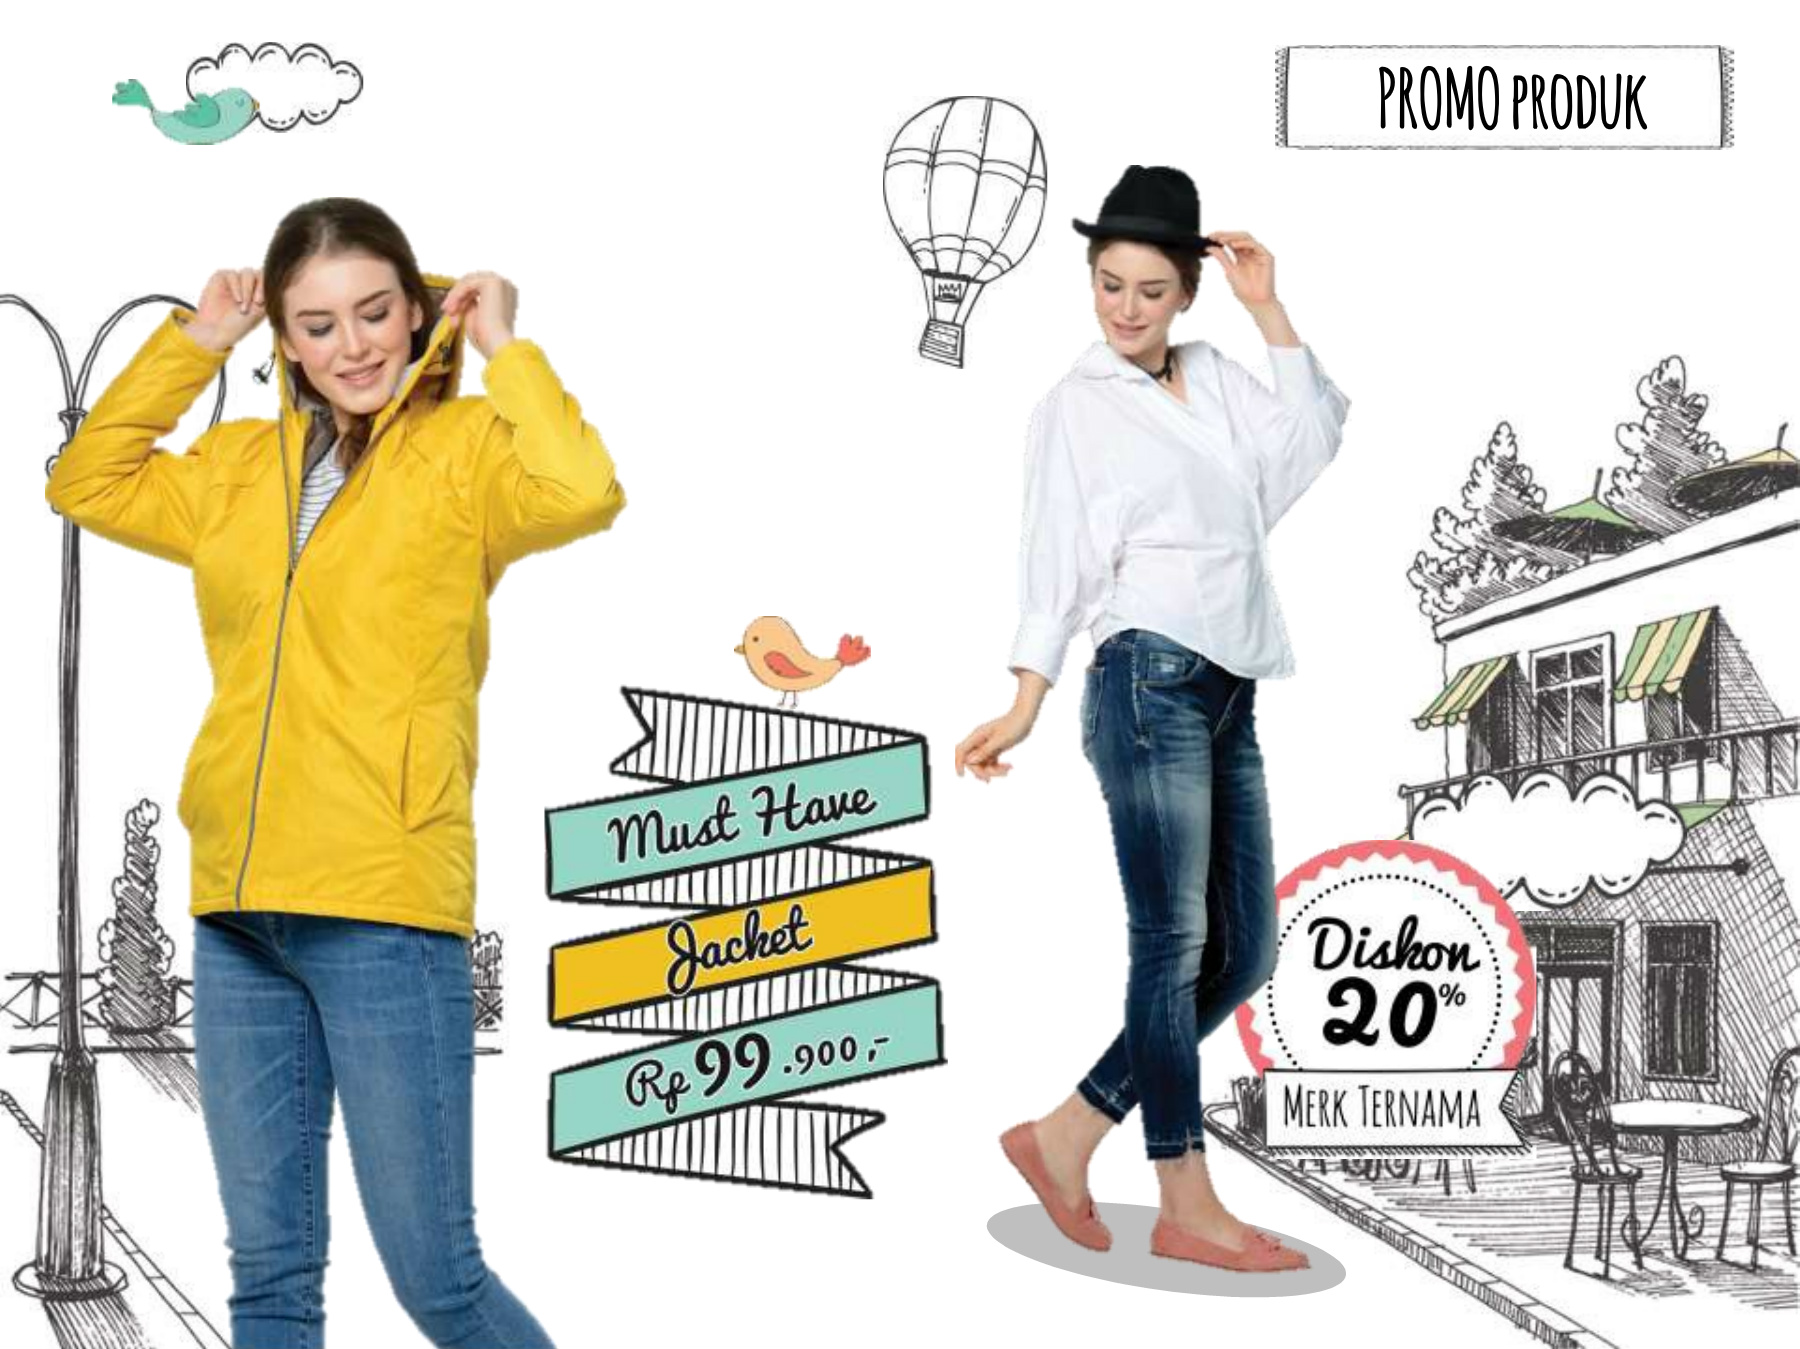 PROMO PRODUK
Must Have
Jacket
Rp 99.900,-
Diskon
20%
MERK TERNAMA